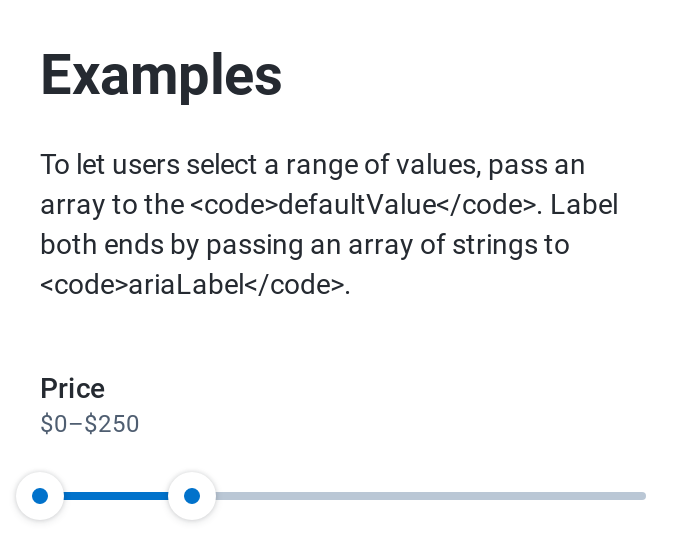 Examples
To let users select a range of values, pass an
array to the <code>defaultValue</code>. Label
both ends by passing an array of strings to
<code>ariaLabel</code>.
Price
$0–$250